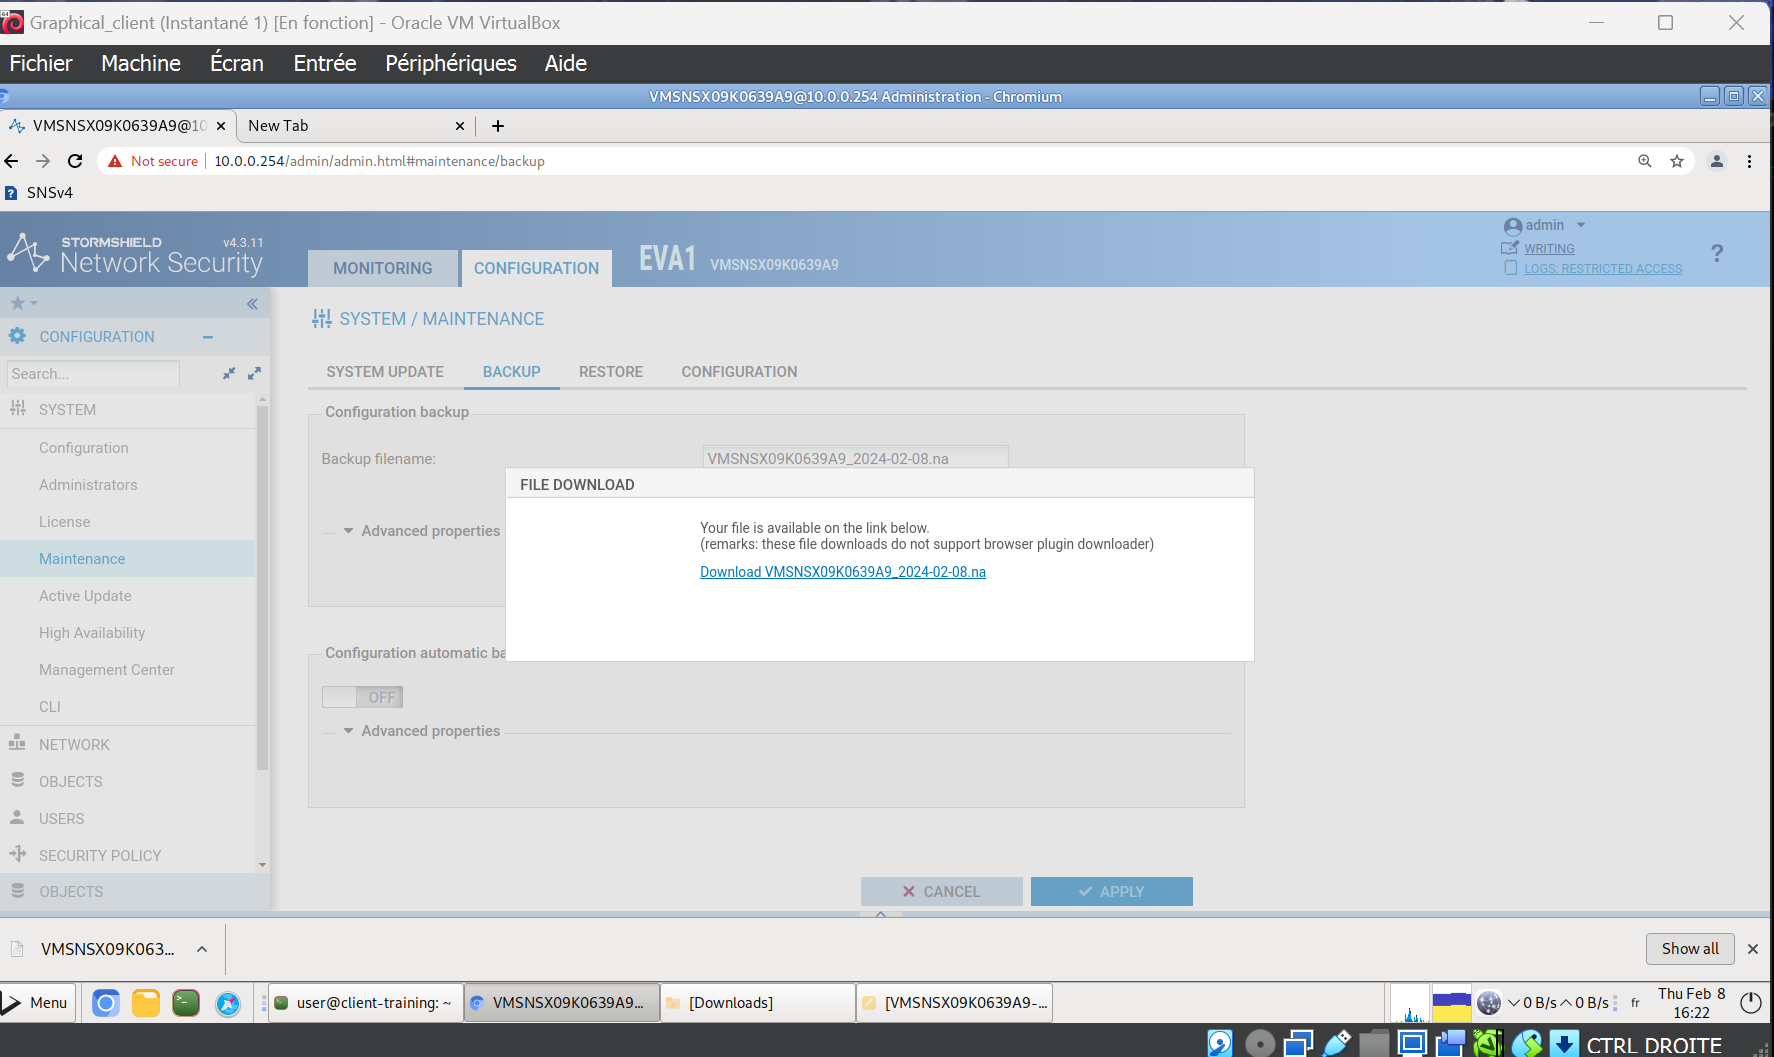 Graphical_client (Instantané 1) [En fonction] - Oracle VM VirtualBox
Fichier Machine Écran Entrée Périphériques Aide
VMSNSX09K0639A9@10.0.0.254 Administration - Chromium
VMSNSX09K0639A9@10 New Tab
Not secure 10.0.0.254/admin/admin.html#maintenance/backup
SNSv4
STORMSHIELD v4.3.11
Network Security
MONITORING CONFIGURATION EVA1 VMSNSX09K0639A9
admin
WRITING
LOGS: RESTRICTED ACCESS
?
CONFIGURATION
Search...
SYSTEM
Configuration
Administrators
License
Maintenance
Active Update
High Availability
Management Center
CLI
NETWORK
OBJECTS
USERS
SECURITY POLICY
OBJECTS
SYSTEM / MAINTENANCE
SYSTEM UPDATE BACKUP RESTORE CONFIGURATION
Configuration backup
Backup filename: VMSNSX09K0639A9_2024-02-08.na
Advanced properties
FILE DOWNLOAD
Your file is available on the link below.
(remarks: these file downloads do not support browser plugin downloader)
Download VMSNSX09K0639A9_2024-02-08.na
Configuration automatic ba
OFF
Advanced properties
CANCEL APPLY
VMSNSX09K063... Show all
Menu user@client-training: ~ VMSNSX09K0639A9... [Downloads] [VMSNSX09K0639A9-... 0 B/s 0 B/s fr Thu Feb 8
16:22
CTRL DROITE